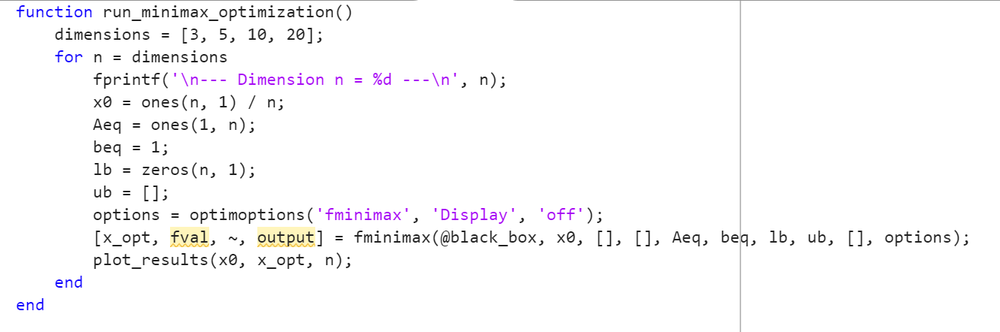 function run_minimax_optimization()
    dimensions = [3, 5, 10, 20];
    for n = dimensions
        fprintf('\n--- Dimension n = %d ---\n', n);
        x0 = ones(n, 1) / n;
        Aeq = ones(1, n);
        beq = 1;
        lb = zeros(n, 1);
        ub = [];
        options = optimoptions('fminimax', 'Display', 'off');
        [x_opt, fval, ~, output] = fminimax(@black_box, x0, [], [], Aeq, beq, lb, ub, [], options);
        plot_results(x0, x_opt, n);
    end
end